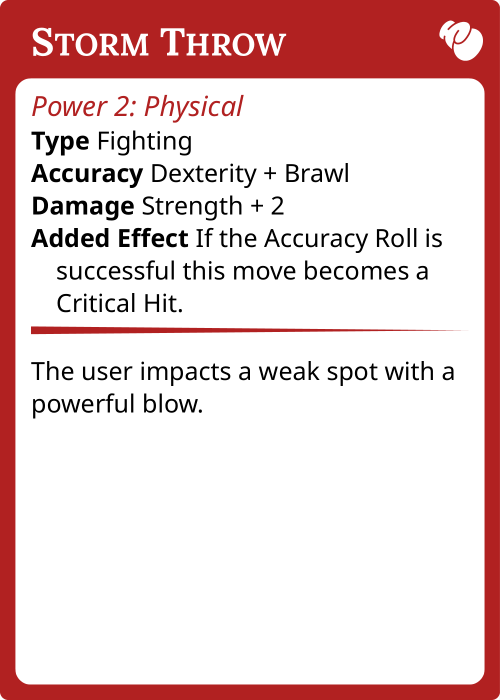 Storm Throw
Power 2: Physical
Type Fighting
Accuracy Dexterity + Brawl
Damage Strength + 2
Added Effect If the Accuracy Roll is
successful this move becomes a
Critical Hit.
The user impacts a weak spot with a
powerful blow.